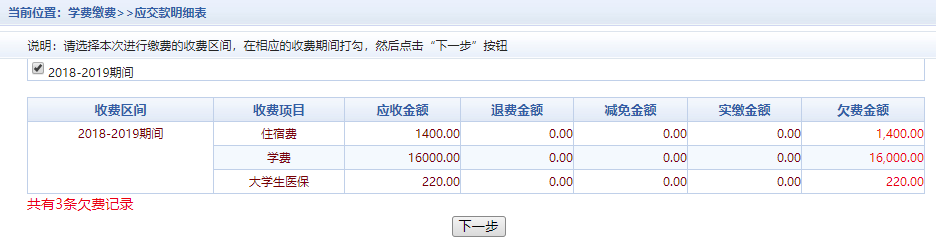 当前位置：学费缴费>>应交款明细表
说明：请选择本次进行缴费的收费区间，在相应的收费期间打勾，然后点击“下一步”按钮
2018-2019期间
收费区间 收费项目 应收金额 退费金额 减免金额 实缴金额 欠费金额
2018-2019期间 住宿费 1400.00 0.00 0.00 0.00 1,400.00
学费 16000.00 0.00 0.00 0.00 16,000.00
大学生医保 220.00 0.00 0.00 0.00 220.00
共有3条欠费记录
下一步